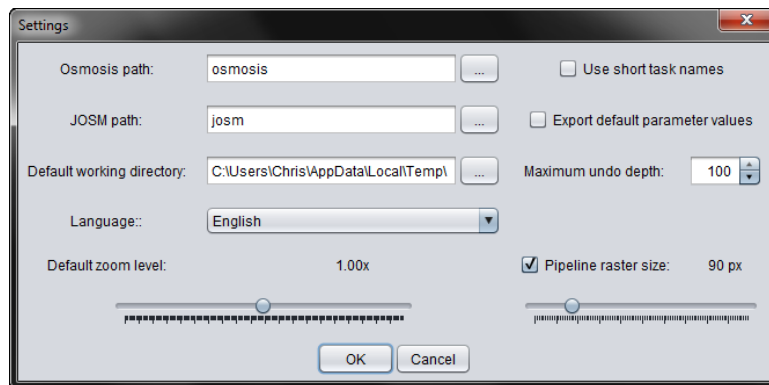 Settings
Osmosis path: osmosis ... Use short task names
JOSM path: josm ... Export default parameter values
Default working directory: C:\Users\Chris\AppData\Local\Temp\ ... Maximum undo depth: 100
Language:: English
Default zoom level: 1.00x Pipeline raster size: 90 px
OK Cancel